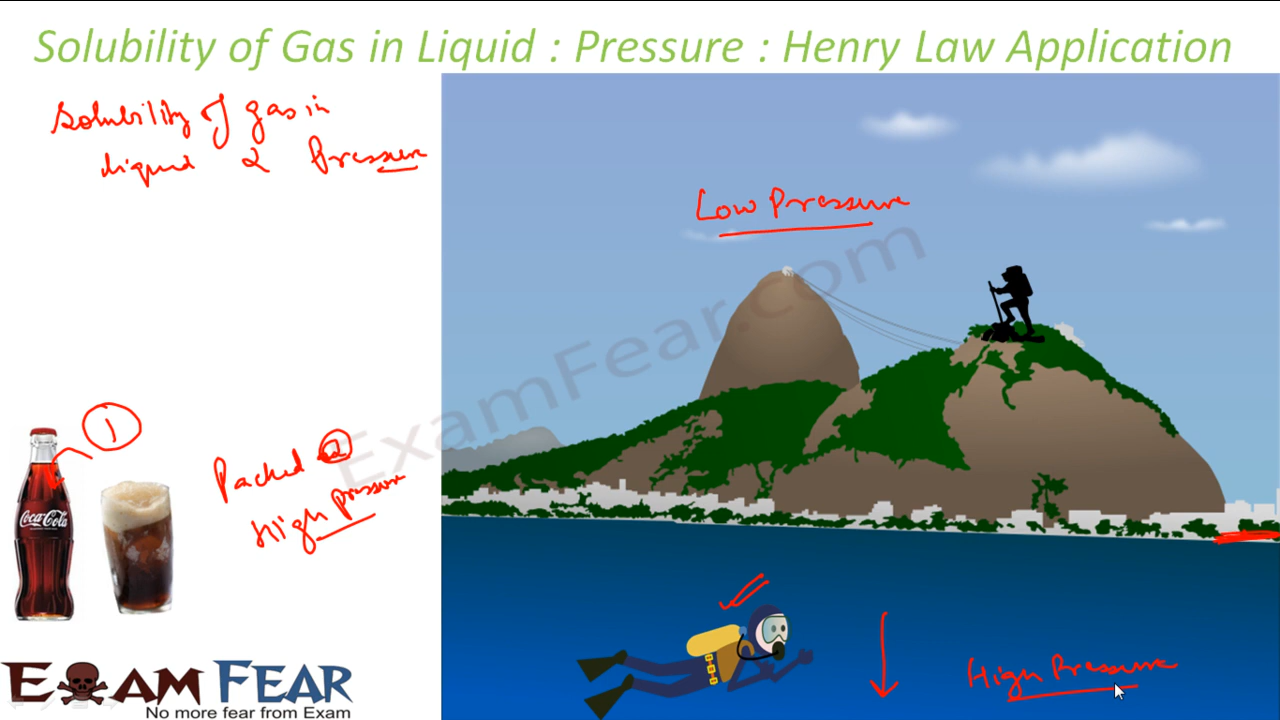 Solubility of Gas in Liquid : Pressure : Henry Law Application
Solubility of gas in
liquid α Pressure
Low Pressure
ExamFear.com
1
Packed @
High pressure
Coca-Cola
High Pressure
EXAM FEAR
No more fear from Exam